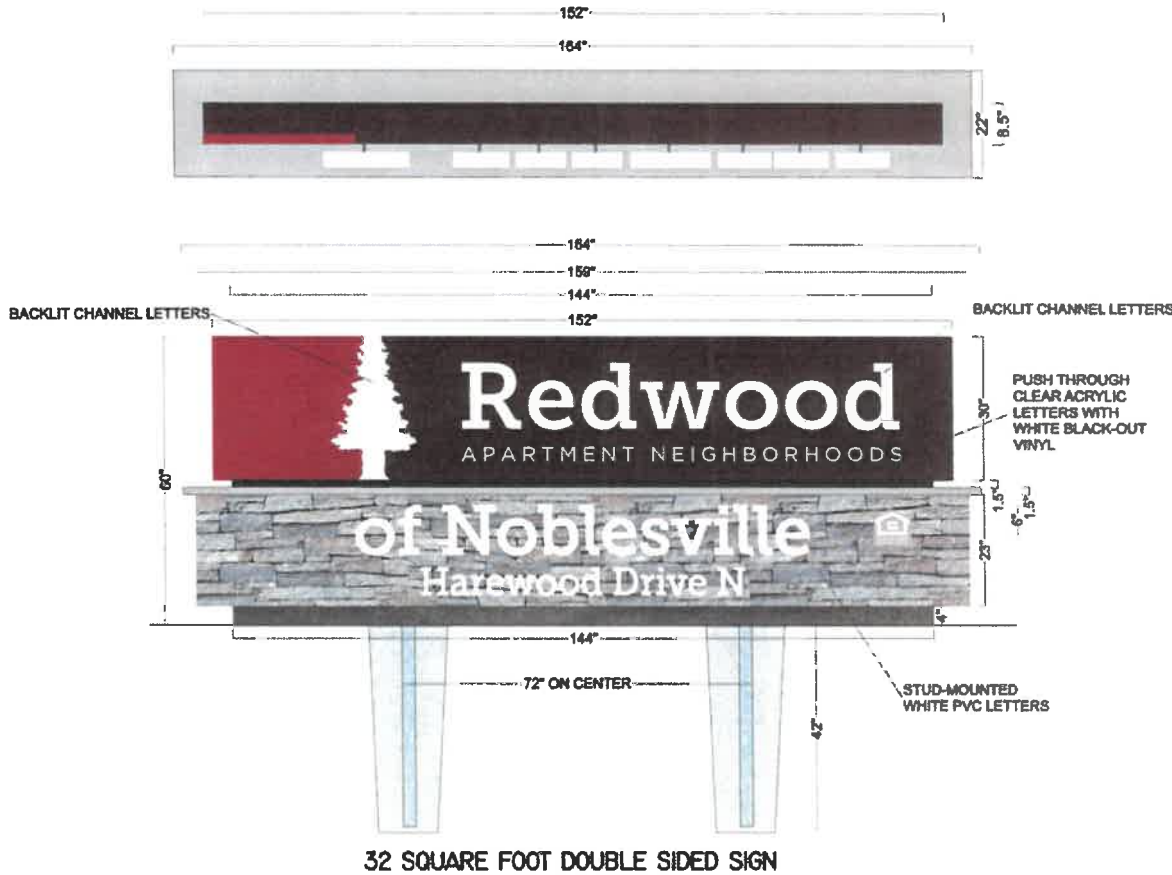 152"
164"
22"
8.5"
164"
159"
144"
BACKLIT CHANNEL LETTERS
152"
BACKLIT CHANNEL LETTERS
Redwood
APARTMENT NEIGHBORHOODS
PUSH THROUGH
CLEAR ACRYLIC
LETTERS WITH
WHITE BLACK-OUT
VINYL
30"
60"
1.5"
6"
1.5"
of Noblesville
Harewood Drive N
23"
4"
144"
72" ON CENTER
42"
STUD-MOUNTED
WHITE PVC LETTERS
32 SQUARE FOOT DOUBLE SIDED SIGN